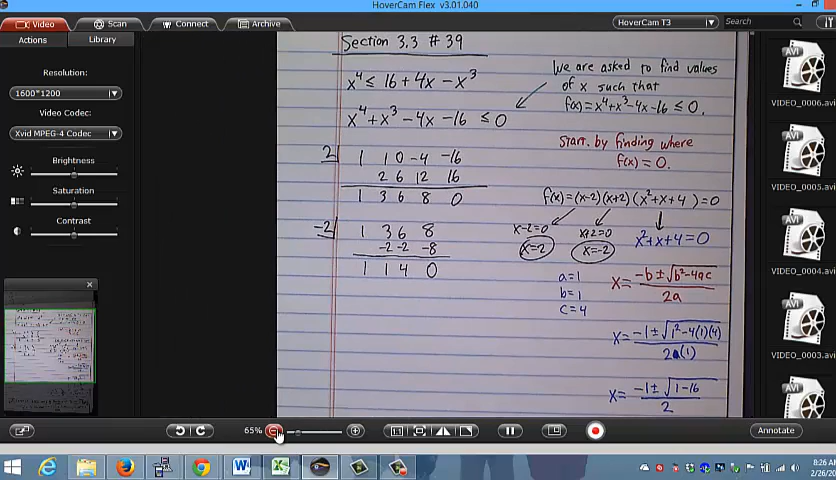 HoverCam Flex v3.01.040
Video
Scan
Connect
Archive
HoverCam T3
Search
Actions
Library
Resolution:
1600*1200
Video Codec:
Xvid MPEG-4 Codec
Brightness
Saturation
Contrast
Section 3.3 #39
x⁴ ≤ 16+4x-x³
x⁴+x³-4x-16 ≤ 0
2| 1 1 0 -4 -16
2 6 12 16
1 3 6 8 0
-2| 1 3 6 8
-2 -2 -8
1 1 4 0
We are asked to find values
of x such that
f(x)=x⁴+x³-4x-16 ≤ 0.
Start by finding where
f(x)=0.
f(x)=(x-2)(x+2)(x²+x+4)=0
x-2=0
x=2
x+2=0
x=-2
x²+x+4=0
a=1
b=1
c=4
x= -b±√b²-4ac
2a
x= -1±√1²-4(1)(4)
2(1)
x= -1±√1-16
2
VIDEO_0006.avi
VIDEO_0005.avi
VIDEO_0004.avi
VIDEO_0003.avi
65%
1:1
Annotate
8:26 AM